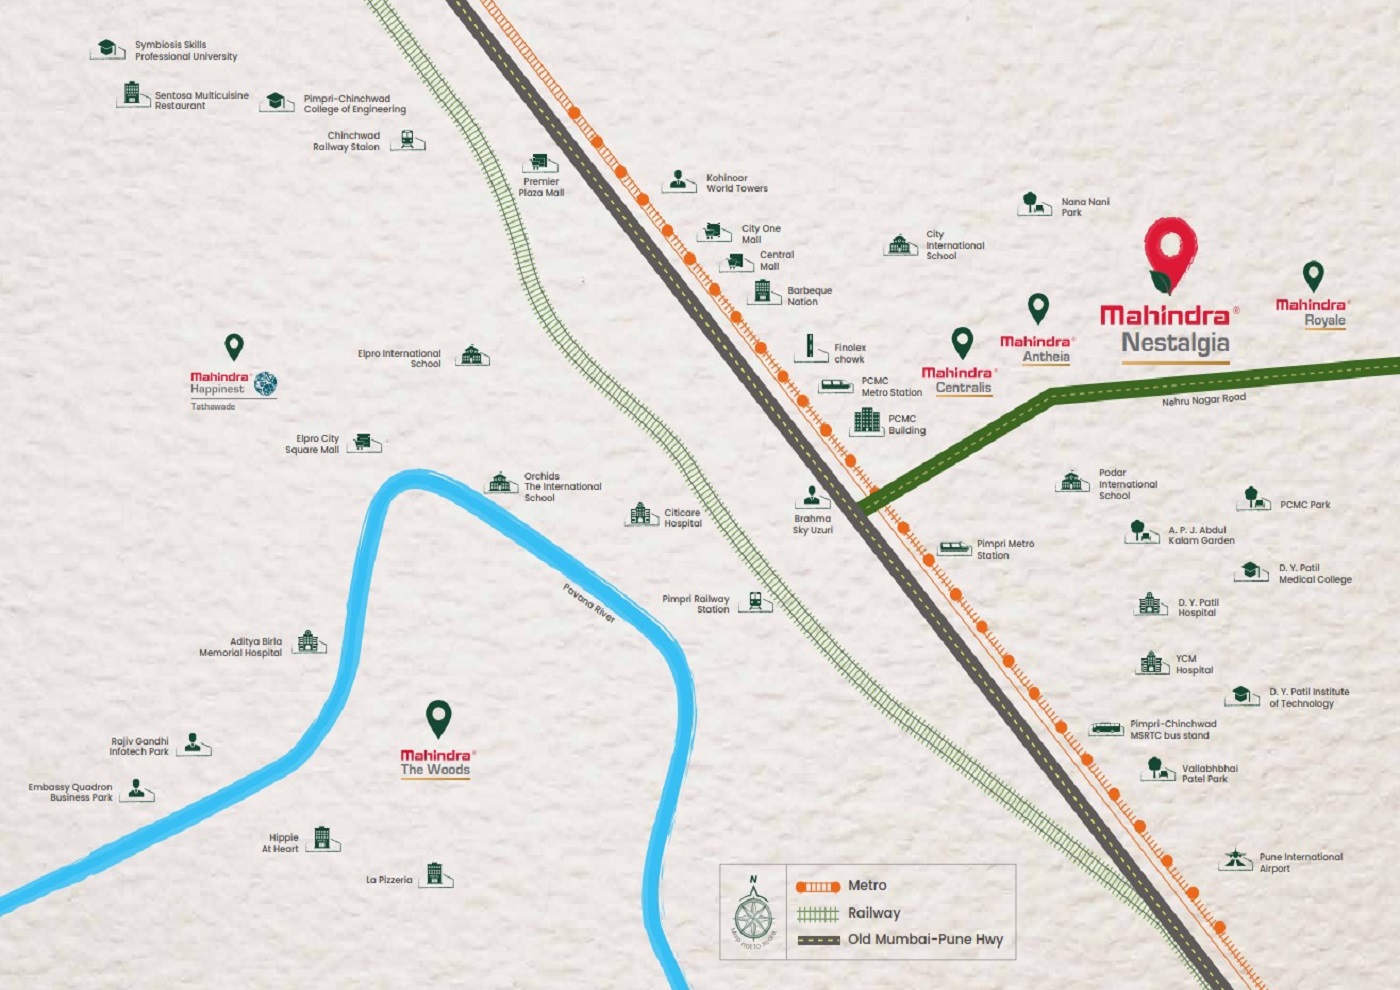 Symbiosis Skills
Professional University
Sentosa Multicuisine
Restaurant
Pimpri-Chinchwad
College of Engineering
Chinchwad
Railway Staion
Premier
Plaza Mall
Kohinoor
World Towers
City One
Mall
Central
Mall
Barbeque
Nation
Nana Nani
Park
City
International
School
Mahindra®
Nestalgia
Mahindra®
Royale
Mahindra®
Antheia
Mahindra®
Centralis
Finolex
chowk
PCMC
Metro Station
PCMC
Building
Nehru Nagar Road
Mahindra®
Happinest
Tathawade
Elpro International
School
Elpro City
Square Mall
Orchids
The International
School
Citicare
Hospital
Brahma
Sky Uzuri
Podar
International
School
PCMC Park
A. P. J. Abdul
Kalam Garden
Pimpri Metro
Station
D. Y. Patil
Medical College
Pavana River
Pimpri Railway
Station
D. Y. Patil
Hospital
Aditya Birla
Memorial Hospital
YCM
Hospital
D. Y. Patil Institute
of Technology
Pimpri-Chinchwad
MSRTC bus stand
Rajiv Gandhi
Infotech Park
Mahindra®
The Woods
Vallabhbhai
Patel Park
Embassy Quadron
Business Park
Hippie
At Heart
La Pizzeria
Pune International
Airport
N
Map not to scale
Metro
Railway
Old Mumbai-Pune Hwy